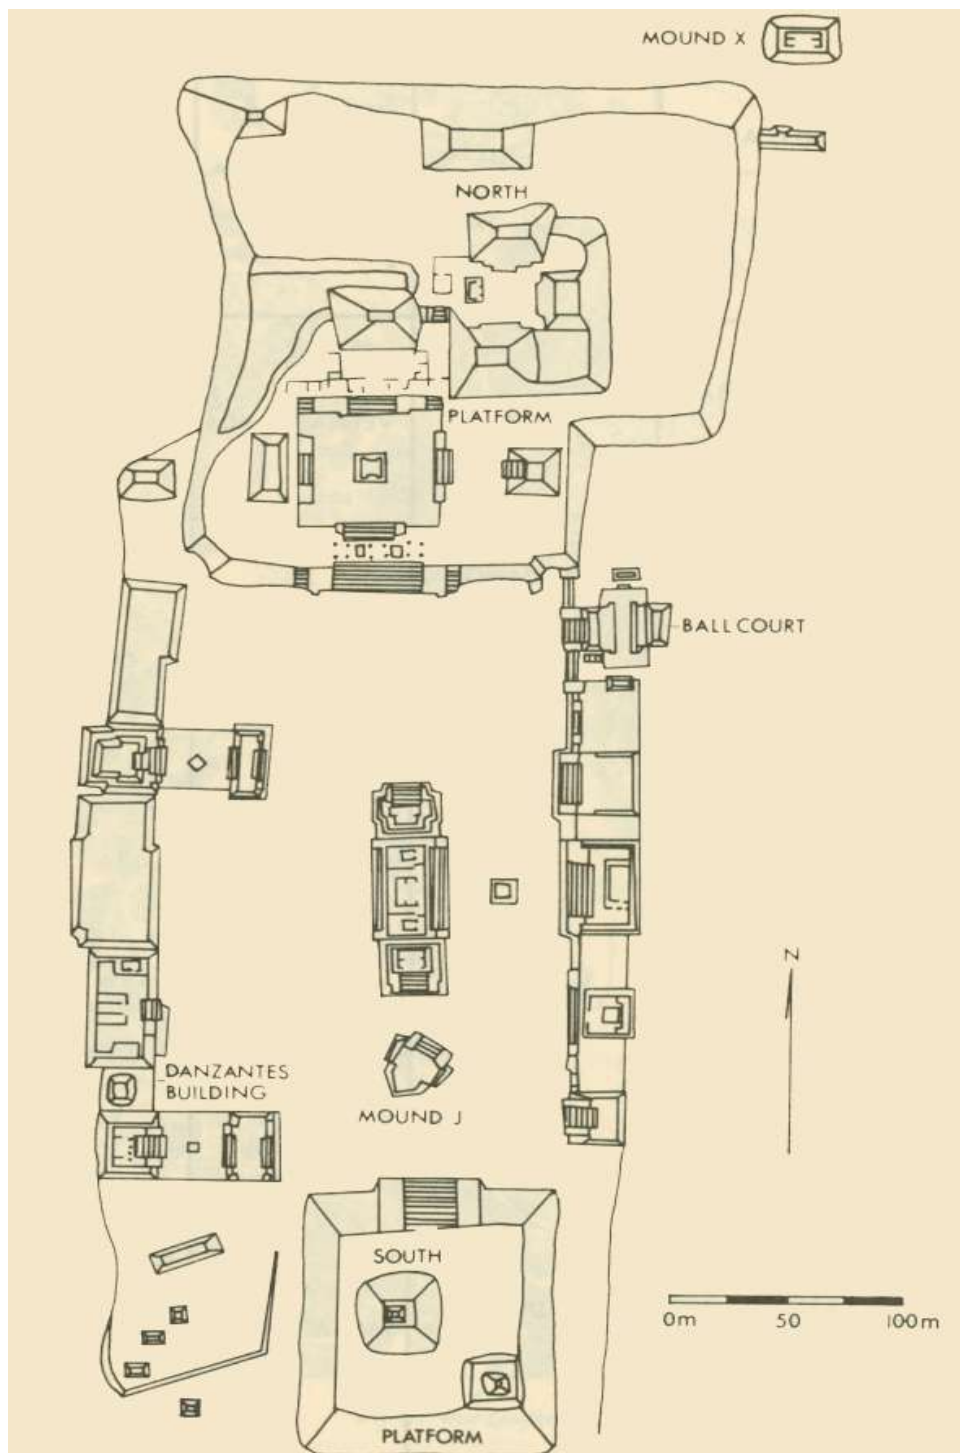 MOUND X
NORTH
PLATFORM
BALL COURT
N
DANZANTES
BUILDING
MOUND J
SOUTH
0m 50 100m
PLATFORM